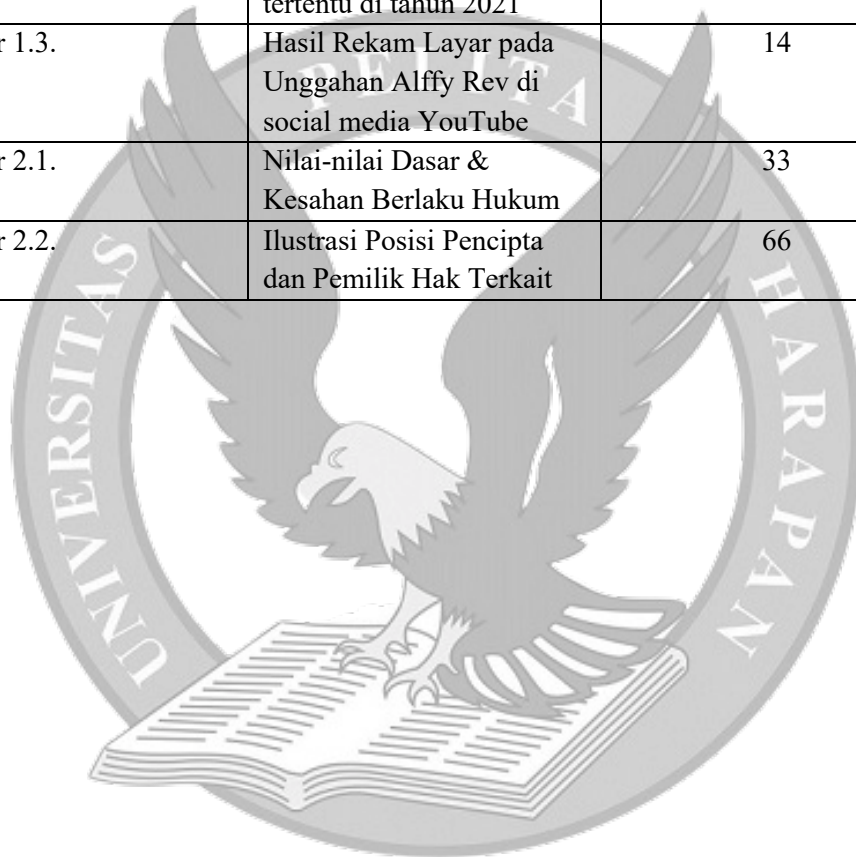 tertentu di tahun 2021
r 1.3. Hasil Rekam Layar pada 14
Unggahan Alffy Rev di
social media YouTube
r 2.1. Nilai-nilai Dasar & 33
Kesahan Berlaku Hukum
r 2.2. Ilustrasi Posisi Pencipta 66
dan Pemilik Hak Terkait
UNIVERSITAS PELITA HARAPAN